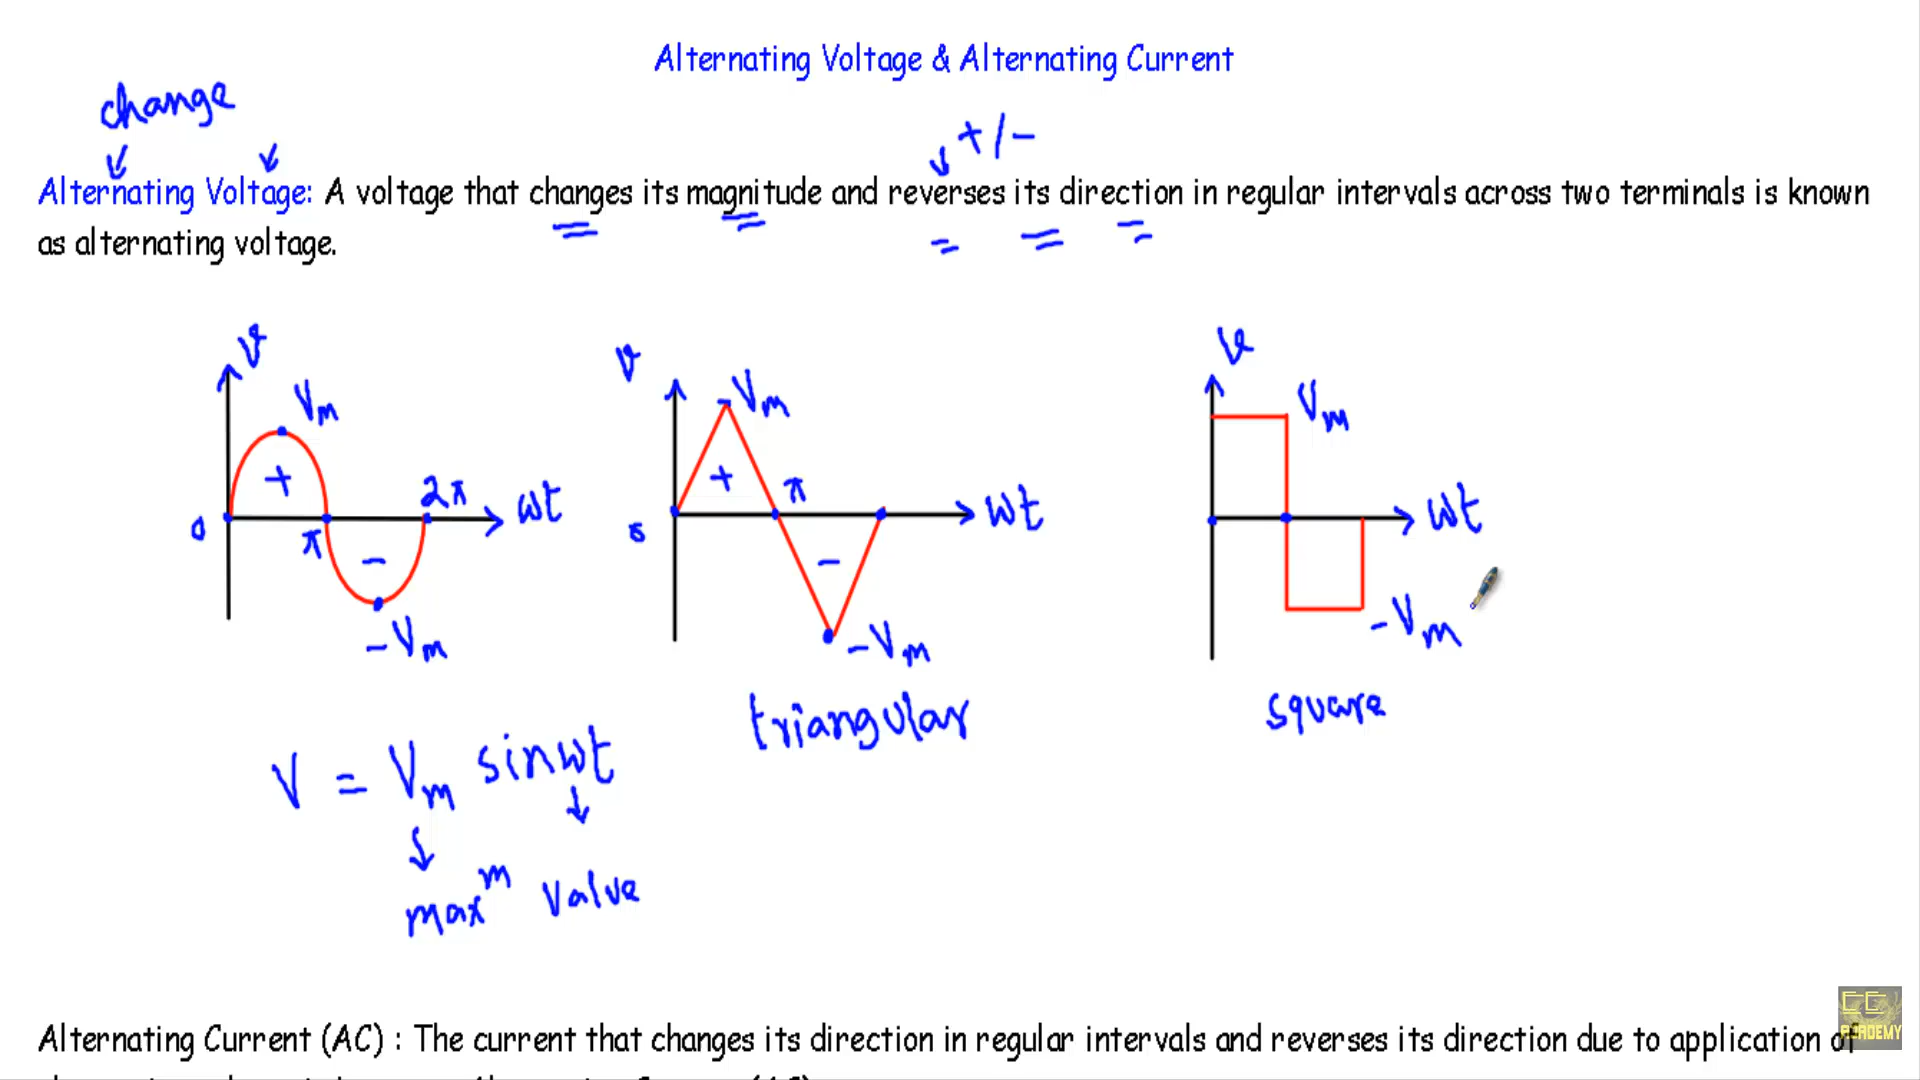 Alternating Voltage & Alternating Current
change
+/-
Alternating Voltage: A voltage that changes its magnitude and reverses its direction in regular intervals across two terminals is known
as alternating voltage.
v
Vm
+
0
π
2π
ωt
-
-Vm
v
Vm
+
π
ωt
-
-Vm
triangular
v
Vm
ωt
-Vm
square
V = Vm sinωt
maxᵐ value
EE
ACADEMY
Alternating Current (AC) : The current that changes its direction in regular intervals and reverses its direction due to application of